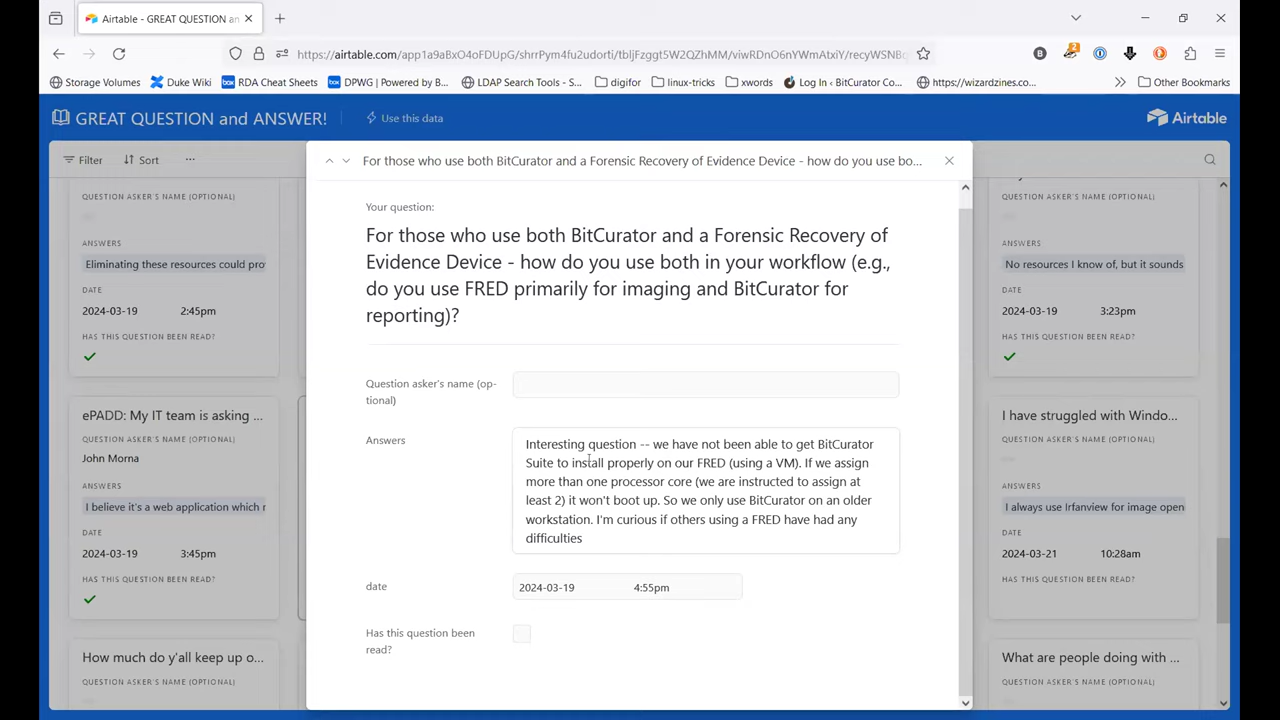 Airtable - GREAT QUESTION an
https://airtable.com/app1a9aBxO4oFDUpG/shrrPym4fu2udorti/tbljFzggt5W2QZhMM/viwRDnO6nYWmAtxiY/recyWSNBq
B
2
Storage Volumes
Duke Wiki
RDA Cheat Sheets
DPWG | Powered by B...
LDAP Search Tools - S...
digifor
linux-tricks
xwords
Log In ‹ BitCurator Co...
https://wizardzines.co...
Other Bookmarks
GREAT QUESTION and ANSWER!
Use this data
Airtable
Filter
Sort
...
For those who use both BitCurator and a Forensic Recovery of Evidence Device - how do you use bo...
QUESTION ASKER'S NAME (OPTIONAL)
ANSWERS
Eliminating these resources could pro
DATE
2024-03-19 2:45pm
HAS THIS QUESTION BEEN READ?
ePADD: My IT team is asking ...
John Morna
ANSWERS
I believe it's a web application which r
DATE
2024-03-19 3:45pm
HAS THIS QUESTION BEEN READ?
How much do y'all keep up o...
QUESTION ASKER'S NAME (OPTIONAL)
Your question:
For those who use both BitCurator and a Forensic Recovery of
Evidence Device - how do you use both in your workflow (e.g.,
do you use FRED primarily for imaging and BitCurator for
reporting)?
Question asker's name (op-
tional)
Answers
Interesting question -- we have not been able to get BitCurator
Suite to install properly on our FRED (using a VM). If we assign
more than one processor core (we are instructed to assign at
least 2) it won't boot up. So we only use BitCurator on an older
workstation. I'm curious if others using a FRED have had any
difficulties
date
2024-03-19 4:55pm
Has this question been
read?
QUESTION ASKER'S NAME (OPTIONAL)
ANSWERS
No resources I know of, but it sounds
DATE
2024-03-19 3:23pm
HAS THIS QUESTION BEEN READ?
I have struggled with Windo...
QUESTION ASKER'S NAME (OPTIONAL)
ANSWERS
I always use Irfanview for image open
DATE
2024-03-21 10:28am
HAS THIS QUESTION BEEN READ?
What are people doing with ...
QUESTION ASKER'S NAME (OPTIONAL)